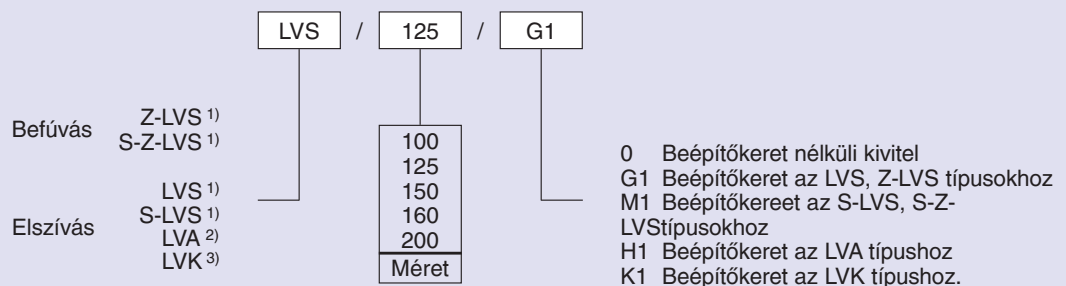 LVS / 125 / G1
Befúvás
Z-LVS 1)
S-Z-LVS 1)
Elszívás
LVS 1)
S-LVS 1)
LVA 2)
LVK 3)
100
125
150
160
200
Méret
0 Beépítőkeret nélküli kivitel
G1 Beépítőkeret az LVS, Z-LVS típusokhoz
M1 Beépítőkereet az S-LVS, S-Z-
LVStípusokhoz
H1 Beépítőkeret az LVA típushoz
K1 Beépítőkeret az LVK típushoz.